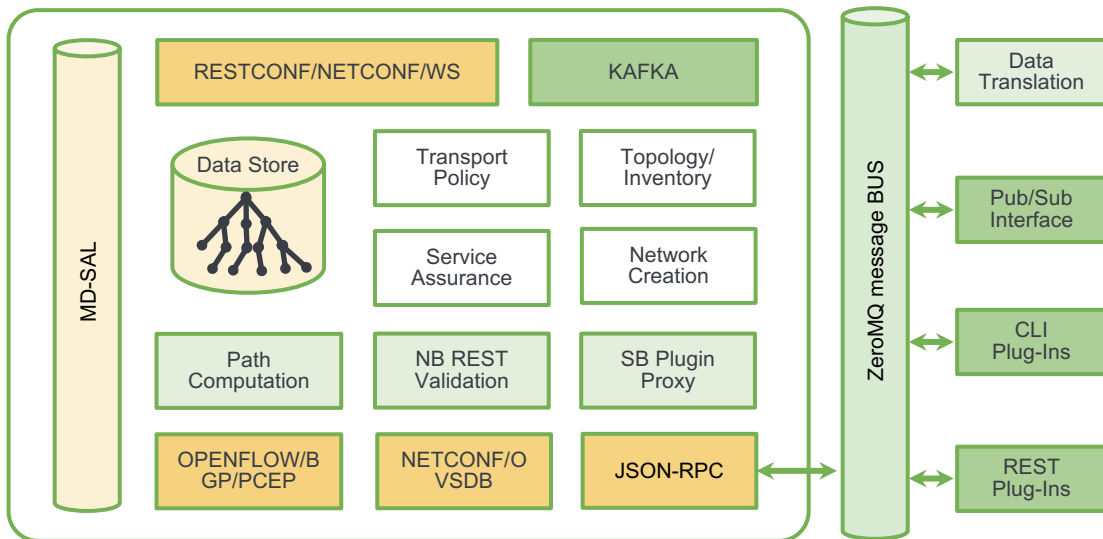 RESTCONF/NETCONF/WS
KAFKA
Data
Translation
MD-SAL
Data Store
Transport
Policy
Topology/
Inventory
ZeroMQ message BUS
Pub/Sub
Interface
Service
Assurance
Network
Creation
CLI
Plug-Ins
Path
Computation
NB REST
Validation
SB Plugin
Proxy
OPENFLOW/B
GP/PCEP
NETCONF/O
VSDB
JSON-RPC
REST
Plug-Ins